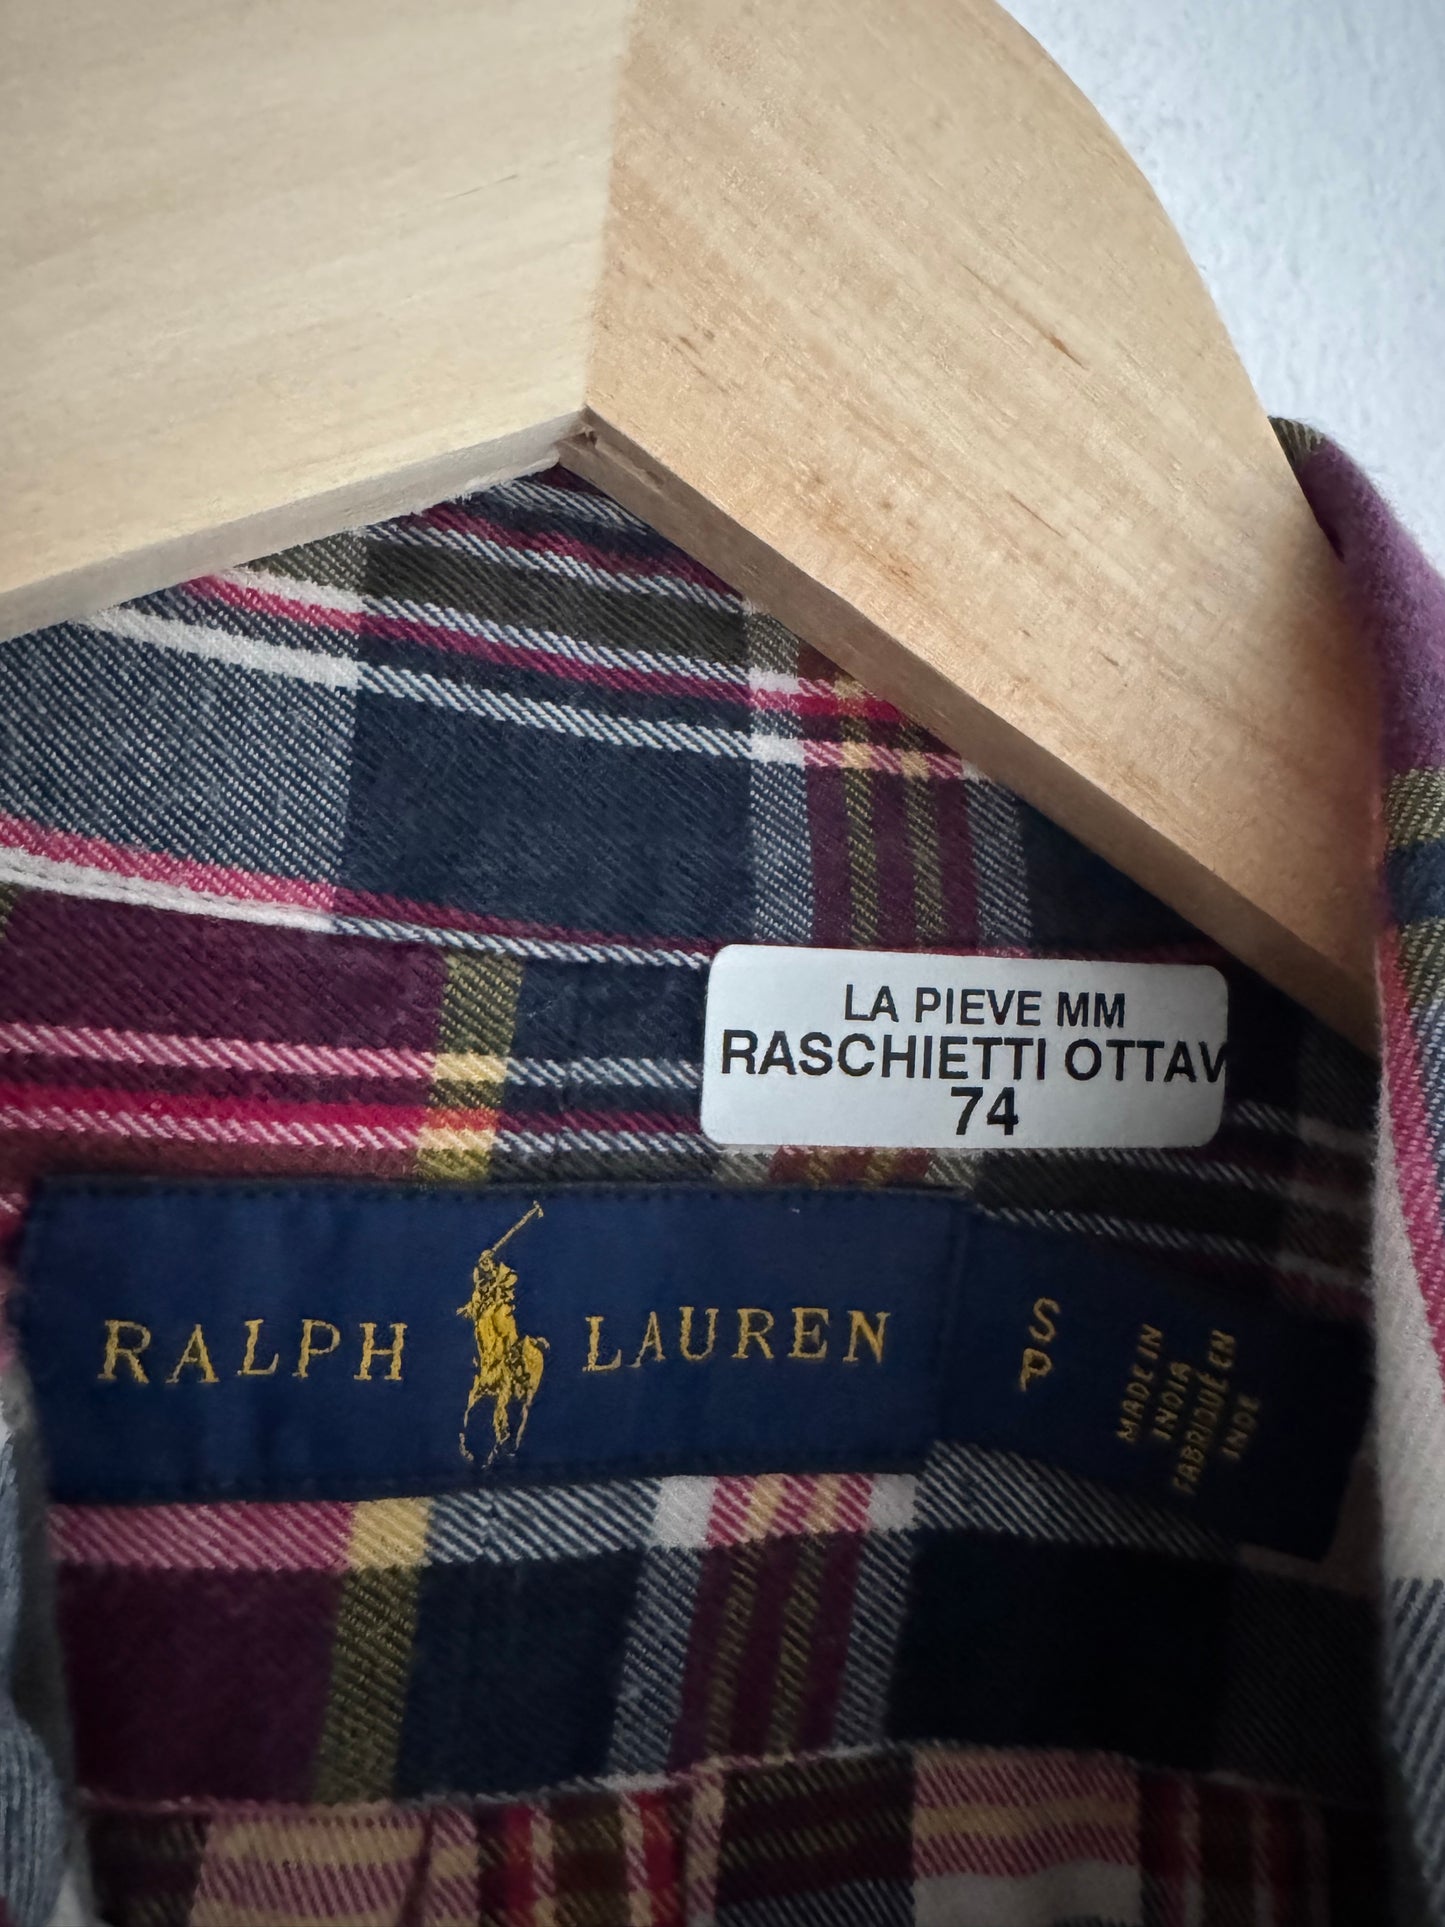 LA PIEVE MM
RASCHIETTI OTTAV
74
RALPH LAUREN
S
P
MADE IN
INDIA
FABRIQUÉ EN
INDE